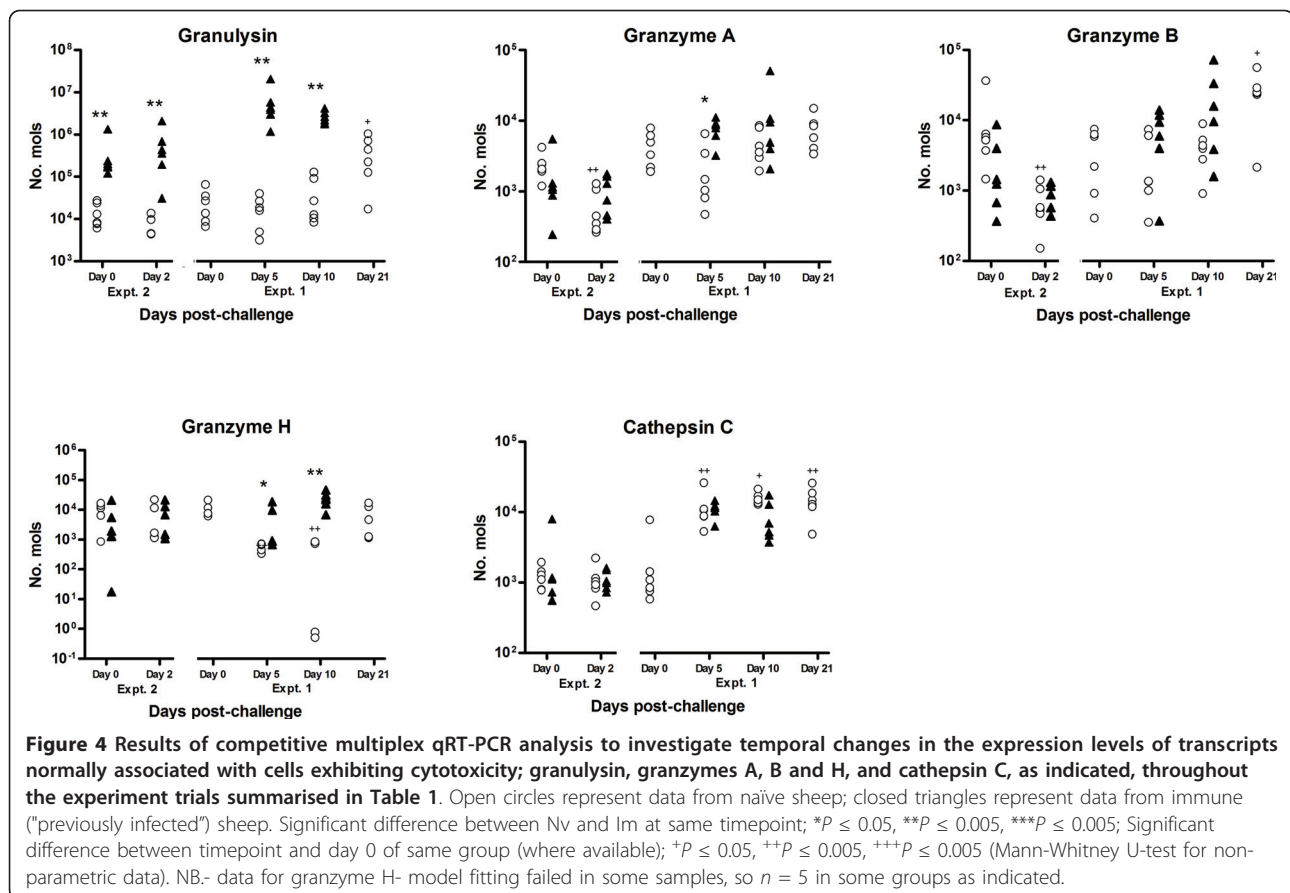 Granulysin
No. mols
10^8
10^7
10^6
10^5
10^4
10^3
**
**
**
**
+
Day 0 Day 2 Day 0 Day 5 Day 10 Day 21
Expt. 2 Expt. 1
Days post-challenge
Granzyme A
No. mols
10^5
10^4
10^3
10^2
++
*
Day 0 Day 2 Day 0 Day 5 Day 10 Day 21
Expt. 2 Expt. 1
Days post-challenge
Granzyme B
No. mols
10^5
10^4
10^3
10^2
++
+
Day 0 Day 2 Day 0 Day 5 Day 10 Day 21
Expt. 2 Expt. 1
Days post-challenge
Granzyme H
No. mols
10^6
10^5
10^4
10^3
10^2
10^1
10^0
10^-1
*
**
++
++
Day 0 Day 2 Day 0 Day 5 Day 10 Day 21
Expt. 2 Expt. 1
Days post-challenge
Cathepsin C
No. mols
10^5
10^4
10^3
10^2
++
+
++
Day 0 Day 2 Day 0 Day 5 Day 10 Day 21
Expt. 2 Expt. 1
Days post-challenge
Figure 4 Results of competitive multiplex qRT-PCR analysis to investigate temporal changes in the expression levels of transcripts
normally associated with cells exhibiting cytotoxicity; granulysin, granzymes A, B and H, and cathepsin C, as indicated, throughout
the experiment trials summarised in Table 1. Open circles represent data from naïve sheep; closed triangles represent data from immune
("previously infected") sheep. Significant difference between Nv and Im at same timepoint; *P ≤ 0.05, **P ≤ 0.005, ***P ≤ 0.005; Significant
difference between timepoint and day 0 of same group (where available); +P ≤ 0.05, ++P ≤ 0.005, +++P ≤ 0.005 (Mann-Whitney U-test for non-
parametric data). NB.- data for granzyme H- model fitting failed in some samples, so n = 5 in some groups as indicated.